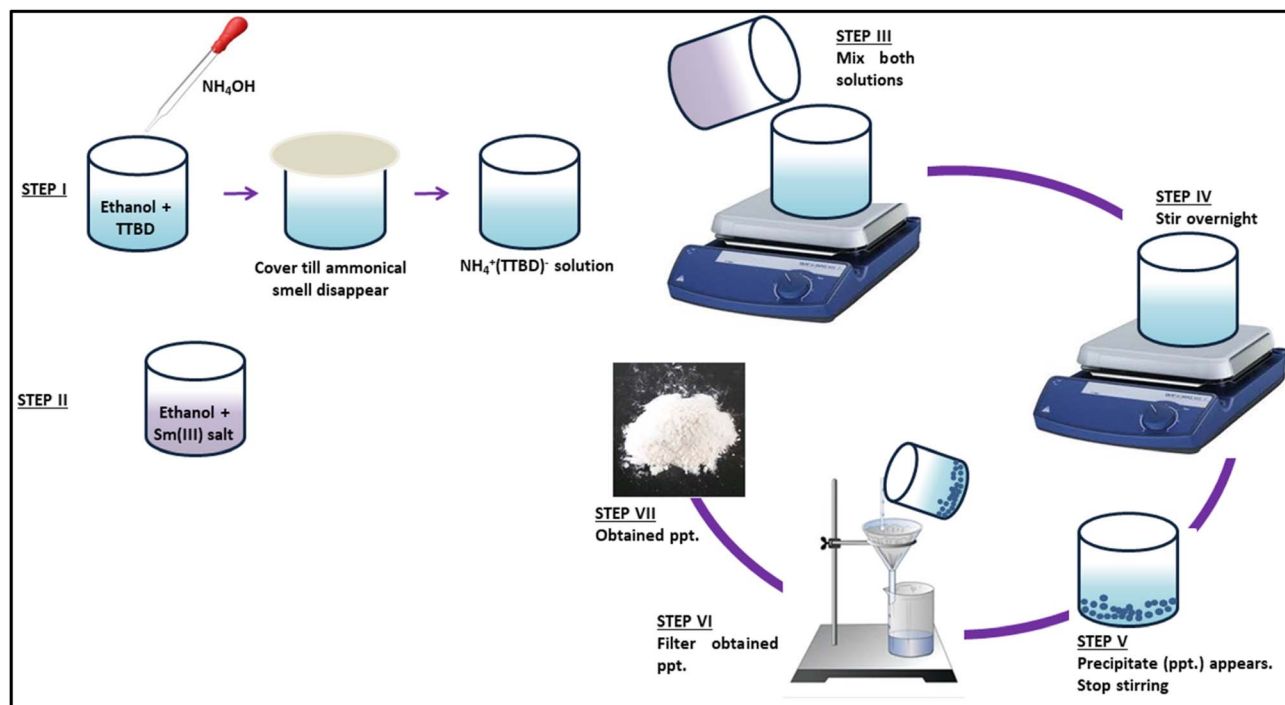 STEP I
NH₄OH
Ethanol +
TTBD
Cover till ammonical
smell disappear
NH₄⁺(TTBD)⁻ solution
STEP II
Ethanol +
Sm(III) salt
STEP III
Mix both
solutions
STEP IV
Stir overnight
STEP V
Precipitate (ppt.) appears.
Stop stirring
STEP VI
Filter obtained
ppt.
STEP VII
Obtained ppt.